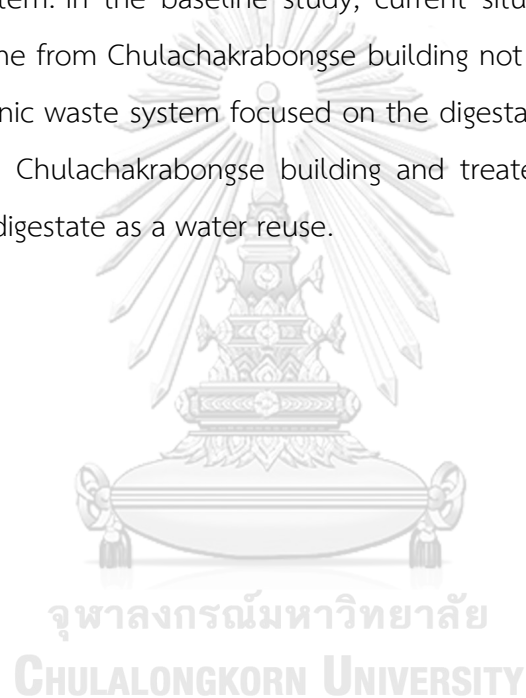 stem. In the baseline study, current situ
ne from Chulachakrabongse building not
nic waste system focused on the digesta
Chulachakrabongse building and treate
digestate as a water reuse.
จุฬาลงกรณ์มหาวิทยาลัย
CHULALONGKORN UNIVERSITY